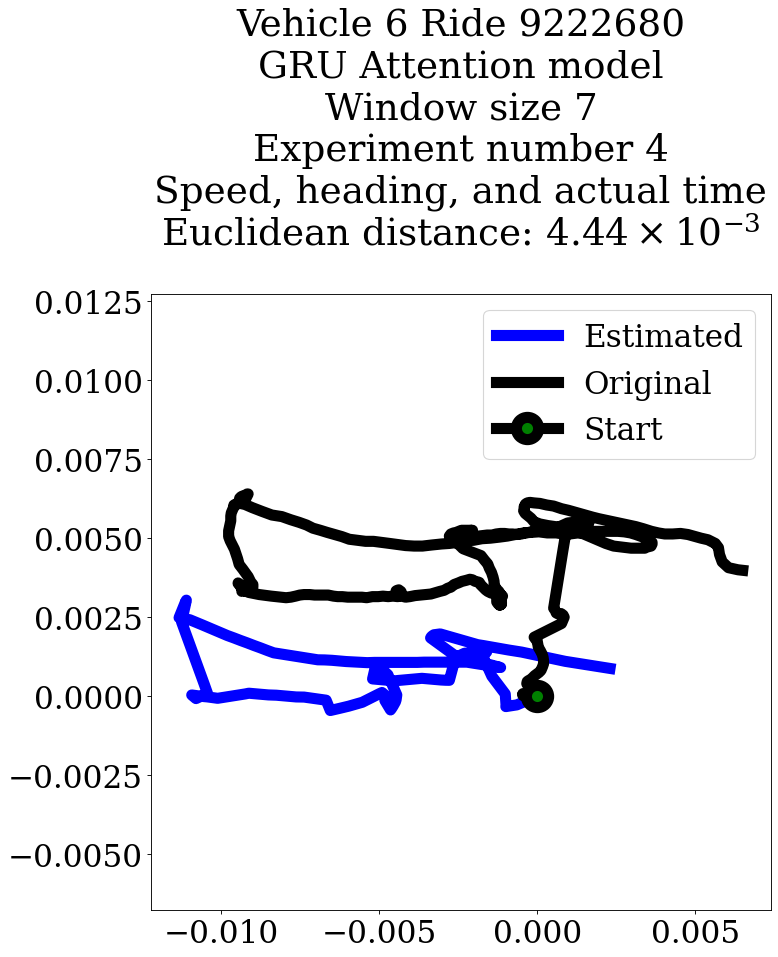 Vehicle 6 Ride 9222680
GRU Attention model
Window size 7
Experiment number 4
Speed, heading, and actual time
Euclidean distance: 4.44 × 10⁻³
0.0125
0.0100
0.0075
0.0050
0.0025
0.0000
−0.0025
−0.0050
Estimated
Original
Start
−0.010 −0.005 0.000 0.005